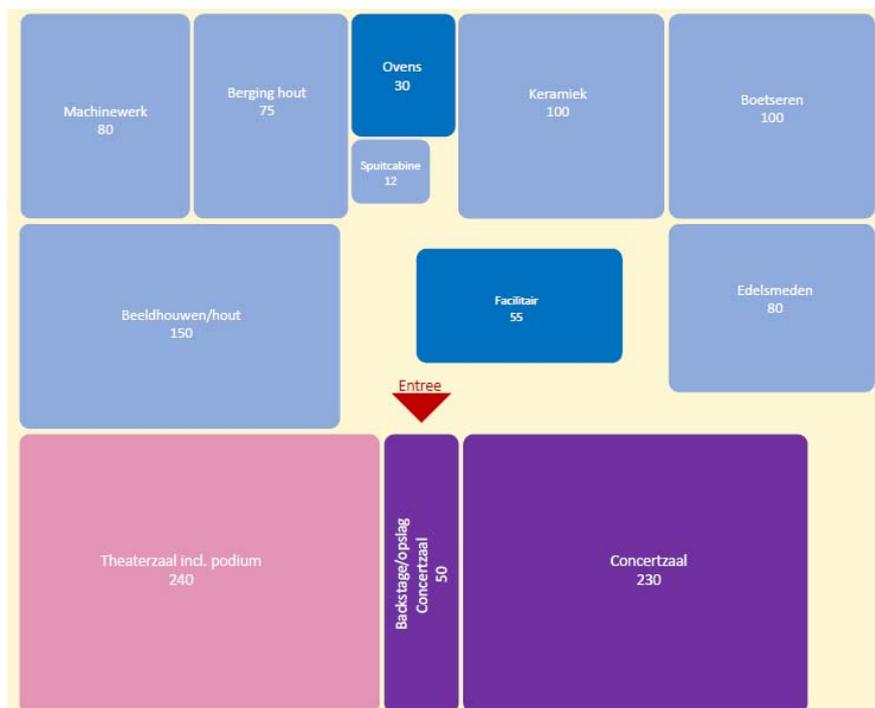 Machinewerk
80
Berging hout
75
Ovens
30
Spuitcabine
12
Keramiek
100
Boetseren
100
Beeldhouwen/hout
150
Facilitair
55
Edelsmeden
80
Entree
Theaterzaal incl. podium
240
Backstage/opslag
Concertzaal
50
Concertzaal
230